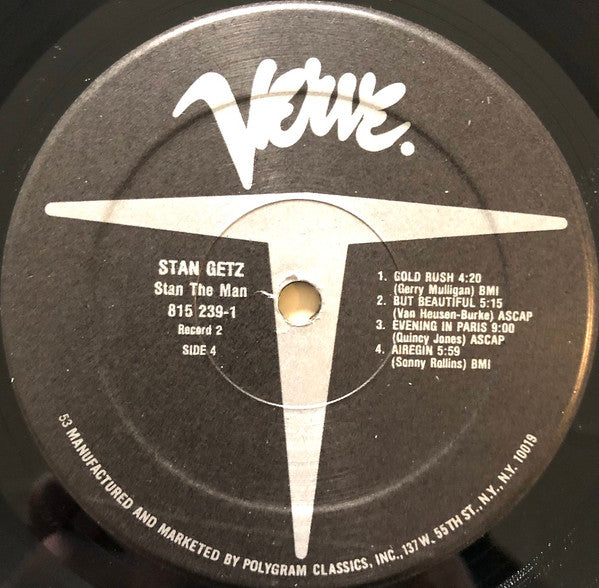 Verve.
STAN GETZ
Stan The Man
815 239-1
Record 2
SIDE 4
1. GOLD RUSH 4:20
(Gerry Mulligan) BMI
2. BUT BEAUTIFUL 5:15
(Van Heusen-Burke) ASCAP
3. EVENING IN PARIS 9:00
(Quincy Jones) ASCAP
4. AIREGIN 5:59
(Sonny Rollins) BMI
53 MANUFACTURED AND MARKETED BY POLYGRAM CLASSICS, INC., 137 W. 55TH ST., N.Y. N.Y. 10019